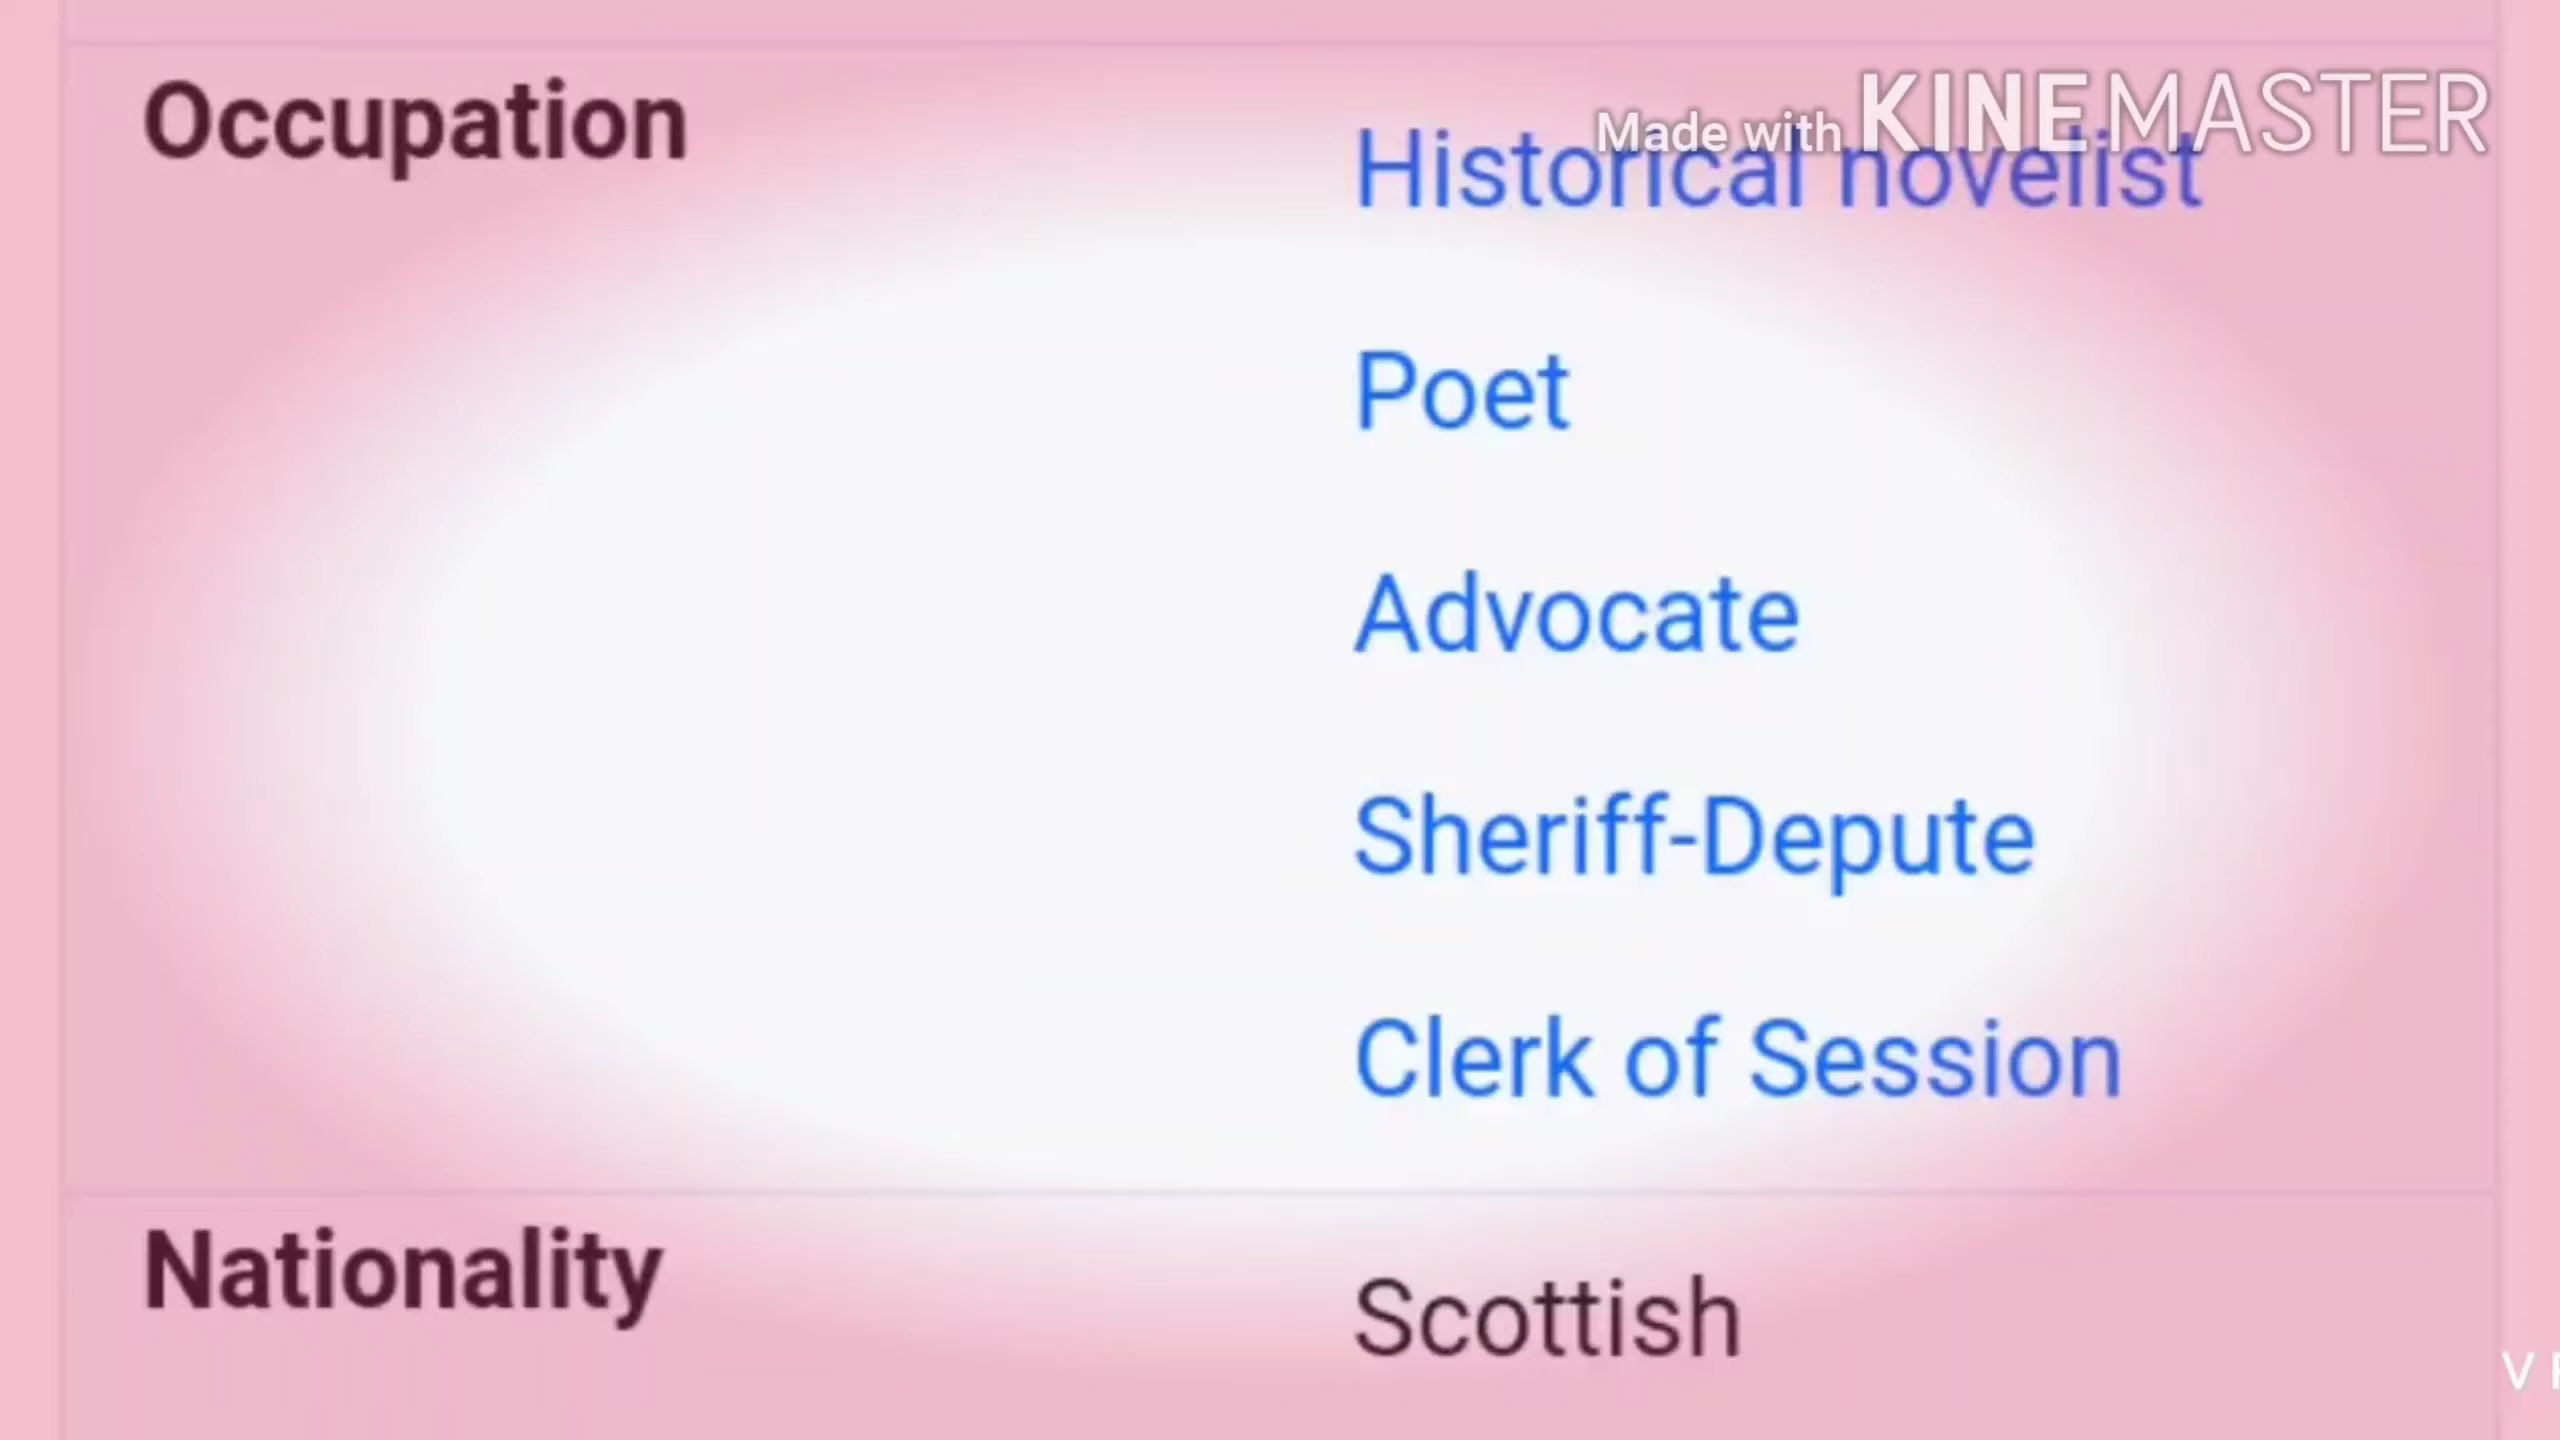 Occupation
Made with KINEMASTER
Historical novelist
Poet
Advocate
Sheriff-Depute
Clerk of Session
Nationality
Scottish
V